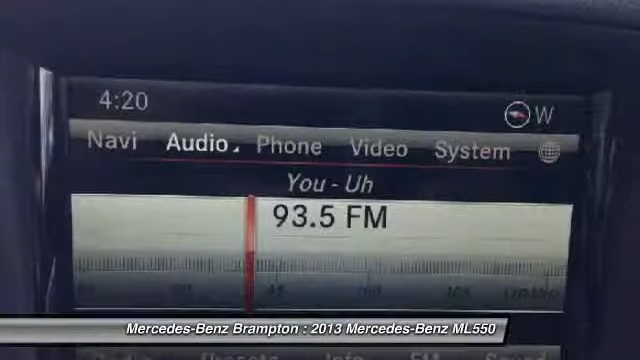 4:20
W
Navi Audio Phone Video System
You - Uh
93.5 FM
Mercedes-Benz Brampton : 2013 Mercedes-Benz ML550